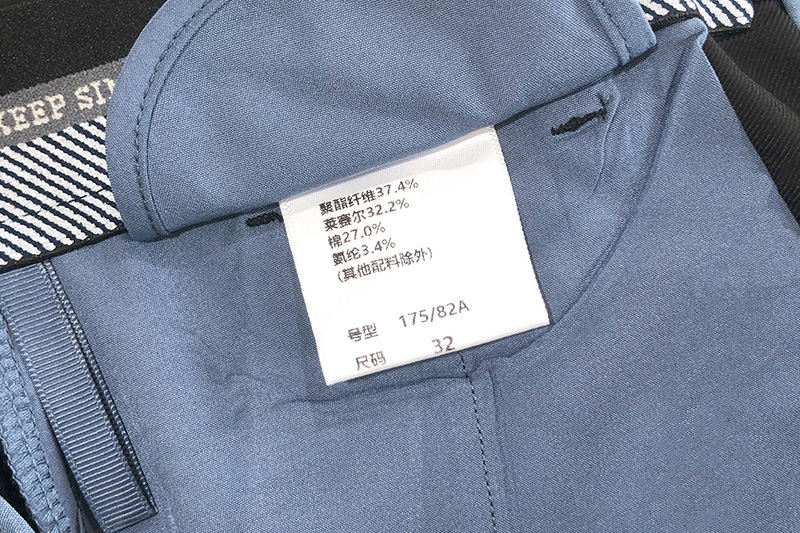 KEEP SIM
聚酯纤维37.4%
莱赛尔32.2%
棉27.0%
氨纶3.4%
(其他配料除外)
号型 175/82A
尺码 32